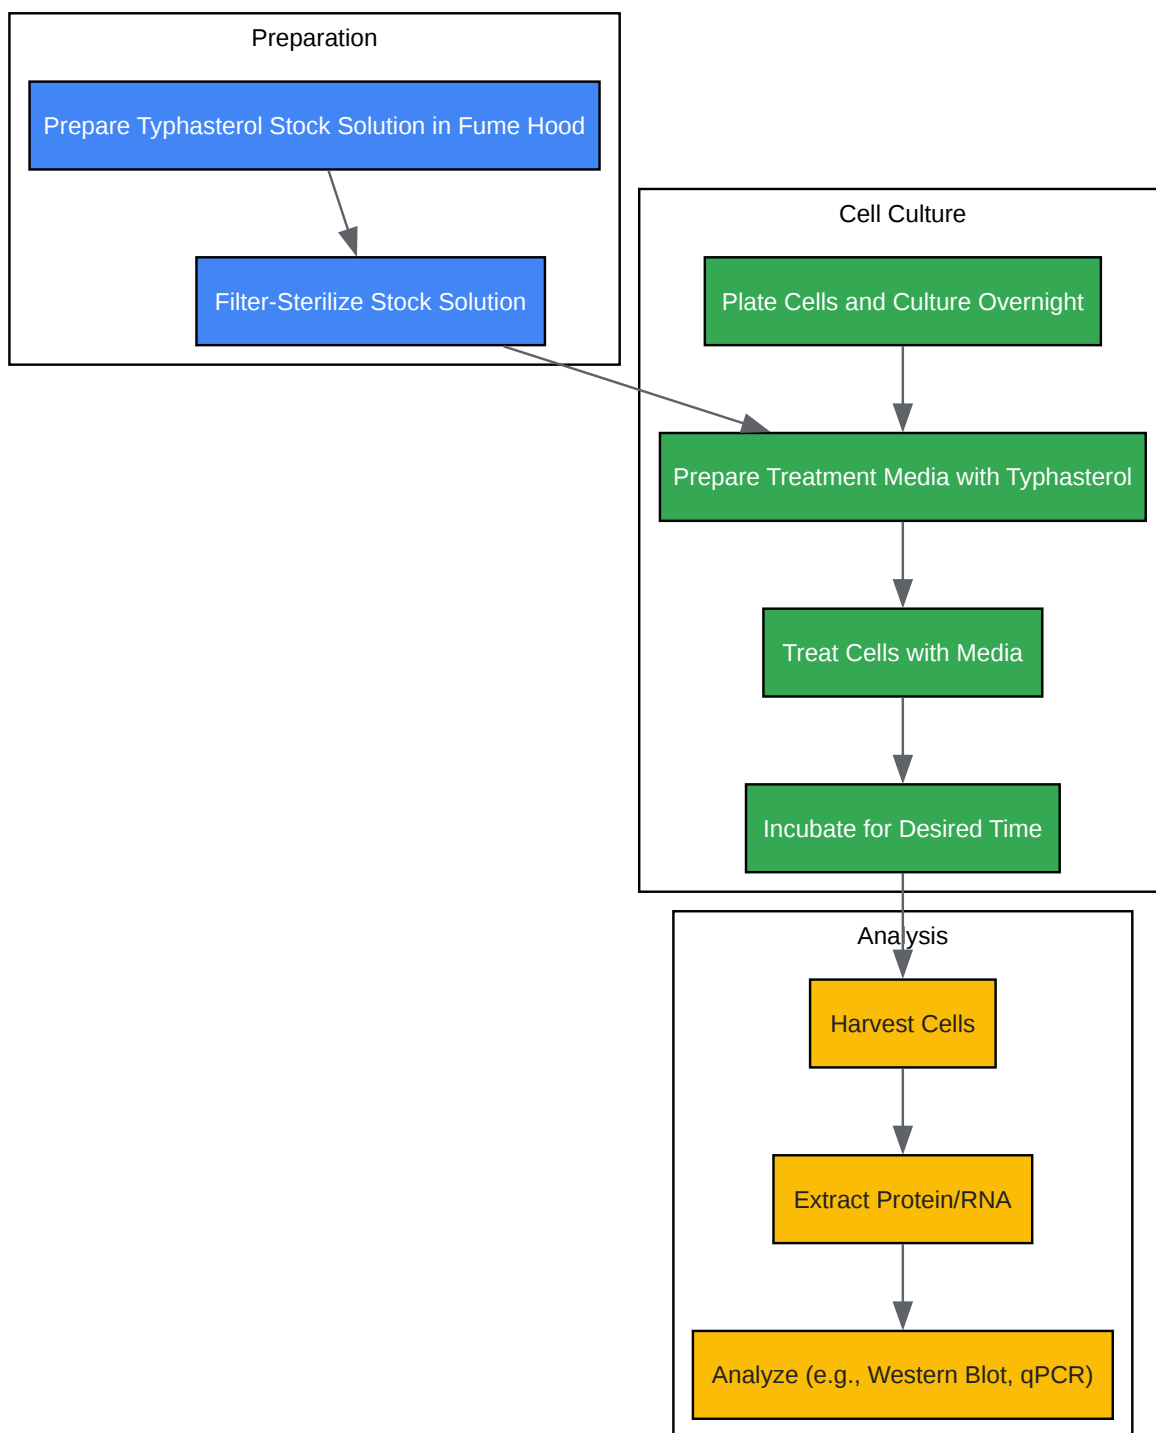 Preparation
Prepare Typhasterol Stock Solution in Fume Hood
Filter-Sterilize Stock Solution
Cell Culture
Plate Cells and Culture Overnight
Prepare Treatment Media with Typhasterol
Treat Cells with Media
Incubate for Desired Time
Analysis
Harvest Cells
Extract Protein/RNA
Analyze (e.g., Western Blot, qPCR)